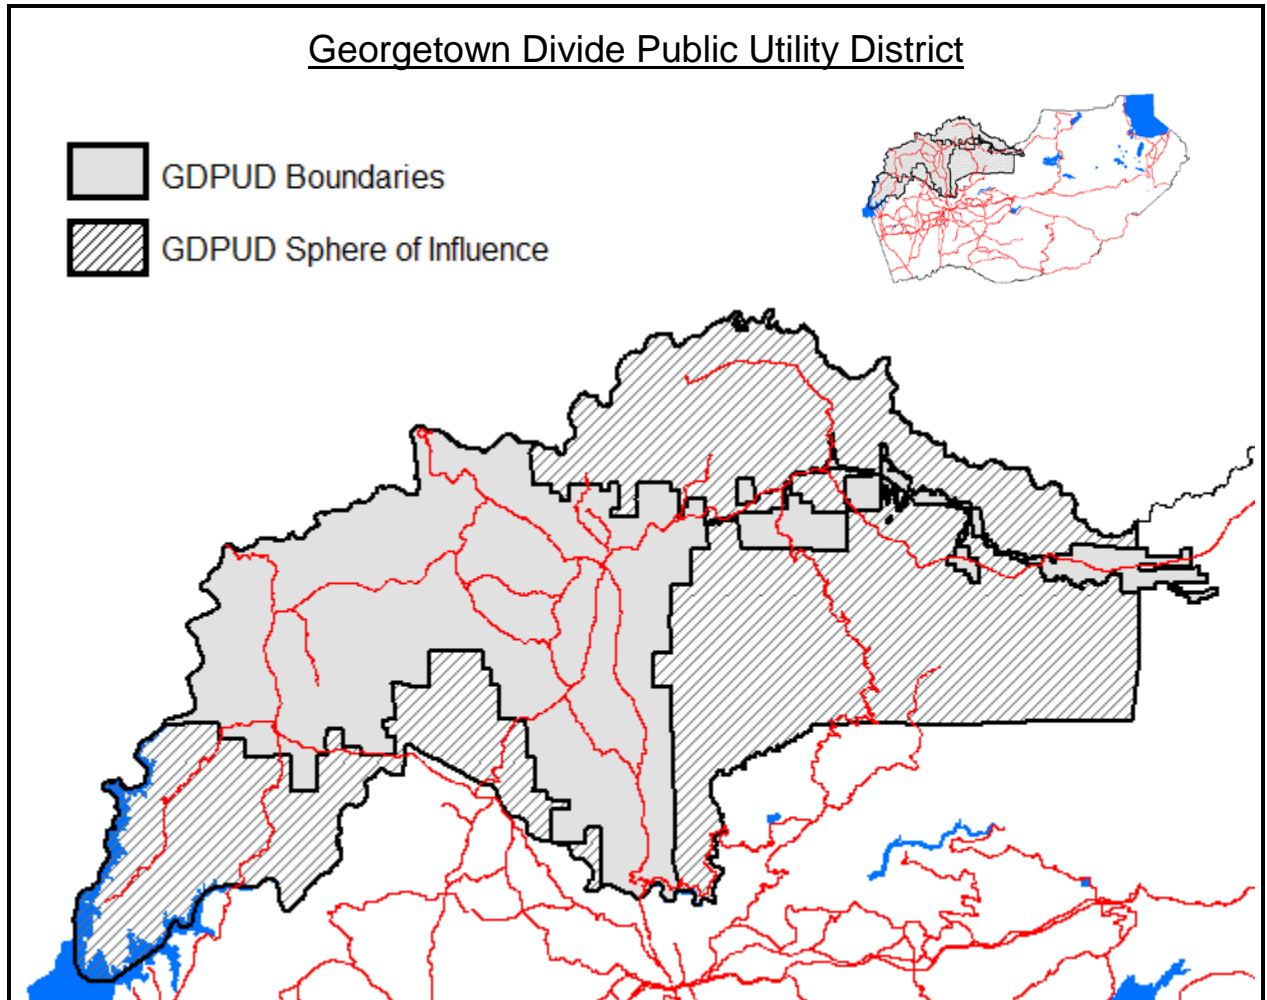 Georgetown Divide Public Utility District
GDPUD Boundaries
GDPUD Sphere of Influence